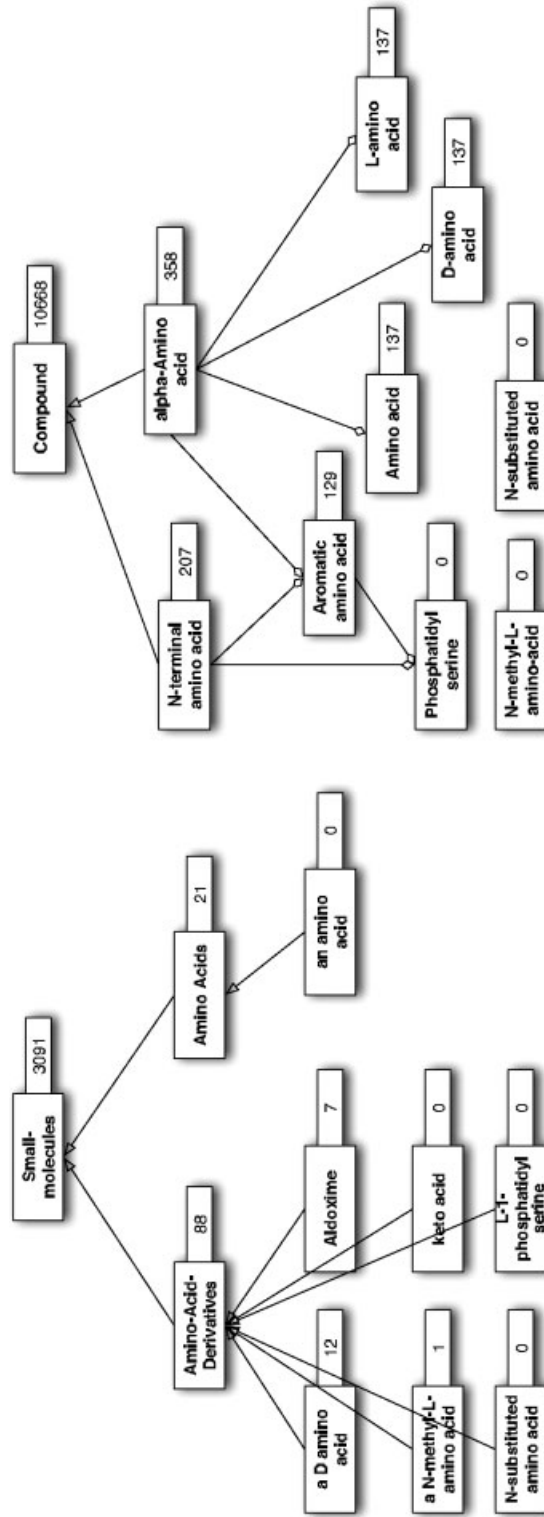 Small-
molecules
3091
Amino-Acid-
Derivatives
88
Amino Acids
21
a D amino
acid
12
Aldoxime
7
an amino
acid
0
a N-methyl-L-
amino acid
1
keto acid
0
N-substituted
amino acid
0
L-1-
phosphatidyl
serine
0
Compound
10668
N-terminal
amino acid
207
alpha-Amino
acid
358
Aromatic
amino acid
129
Amino acid
137
D-amino
acid
137
L-amino
acid
137
Phosphatidyl
serine
0
N-methyl-L-
amino-acid
0
N-substituted
amino acid
0